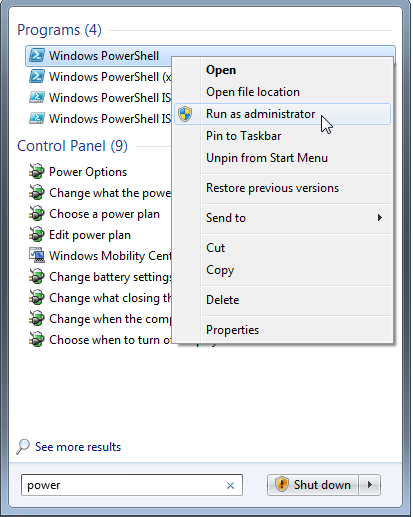 Programs (4)
Windows PowerShell
Windows PowerShell (x
Windows PowerShell IS
Windows PowerShell IS
Open
Open file location
Run as administrator
Pin to Taskbar
Unpin from Start Menu
Restore previous versions
Send to
Cut
Copy
Delete
Properties
Control Panel (9)
Power Options
Change what the powe
Choose a power plan
Edit power plan
Windows Mobility Cent
Change battery settings
Change what closing th
Change when the comp
Choose when to turn of
See more results
power
Shut down